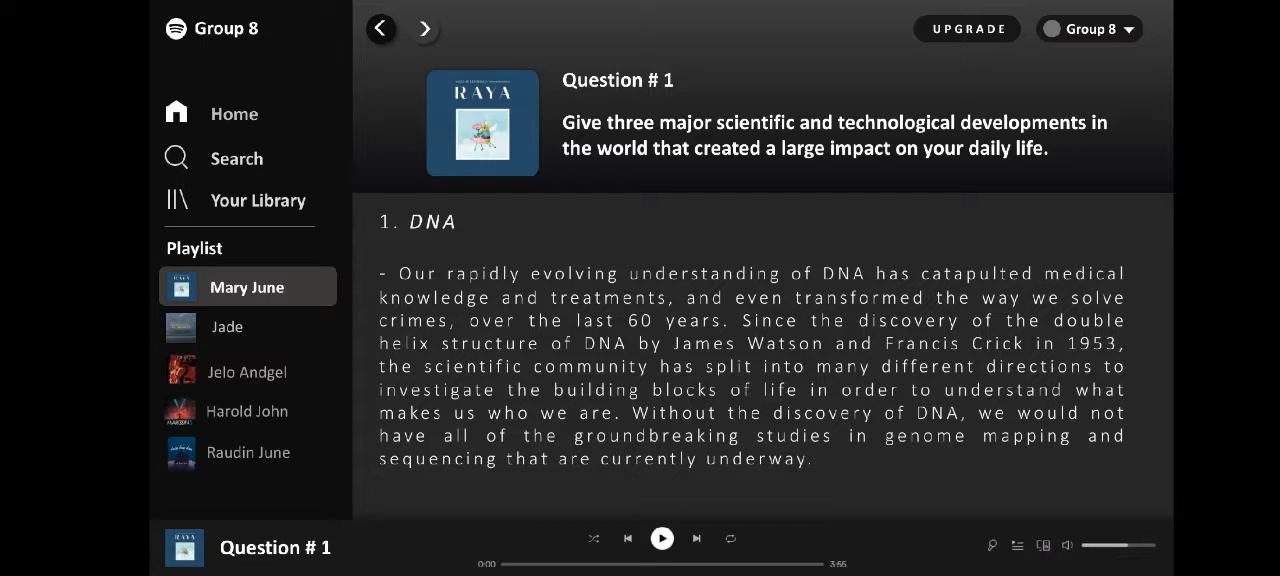 Group 8
UPGRADE
Group 8
RAYA
Question # 1
Give three major scientific and technological developments in
the world that created a large impact on your daily life.
Home
Search
Your Library
Playlist
Mary June
Jade
Jelo Andgel
Harold John
Raudin June
1. DNA
- Our rapidly evolving understanding of DNA has catapulted medical
knowledge and treatments, and even transformed the way we solve
crimes, over the last 60 years. Since the discovery of the double
helix structure of DNA by James Watson and Francis Crick in 1953,
the scientific community has split into many different directions to
investigate the building blocks of life in order to understand what
makes us who we are. Without the discovery of DNA, we would not
have all of the groundbreaking studies in genome mapping and
sequencing that are currently underway.
Question # 1
0:00
3:55